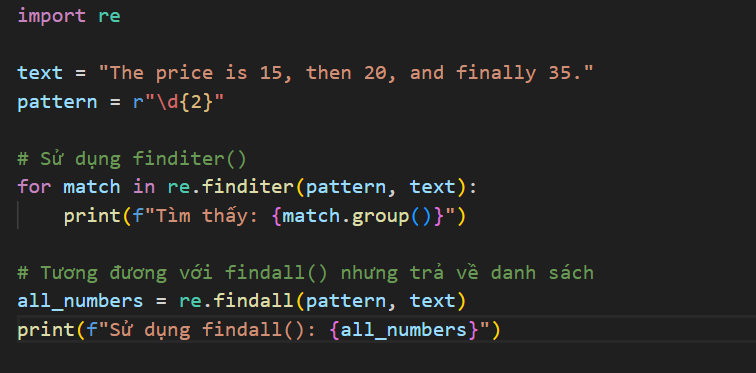 import re
text = "The price is 15, then 20, and finally 35."
pattern = r"\d{2}"
# Sử dụng finditer()
for match in re.finditer(pattern, text):
    print(f"Tìm thấy: {match.group()}")
# Tương đương với findall() nhưng trả về danh sách
all_numbers = re.findall(pattern, text)
print(f"Sử dụng findall(): {all_numbers}")